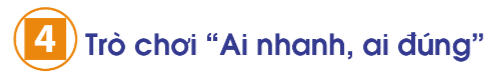 4 Trò chơi “Ai nhanh, ai đúng”